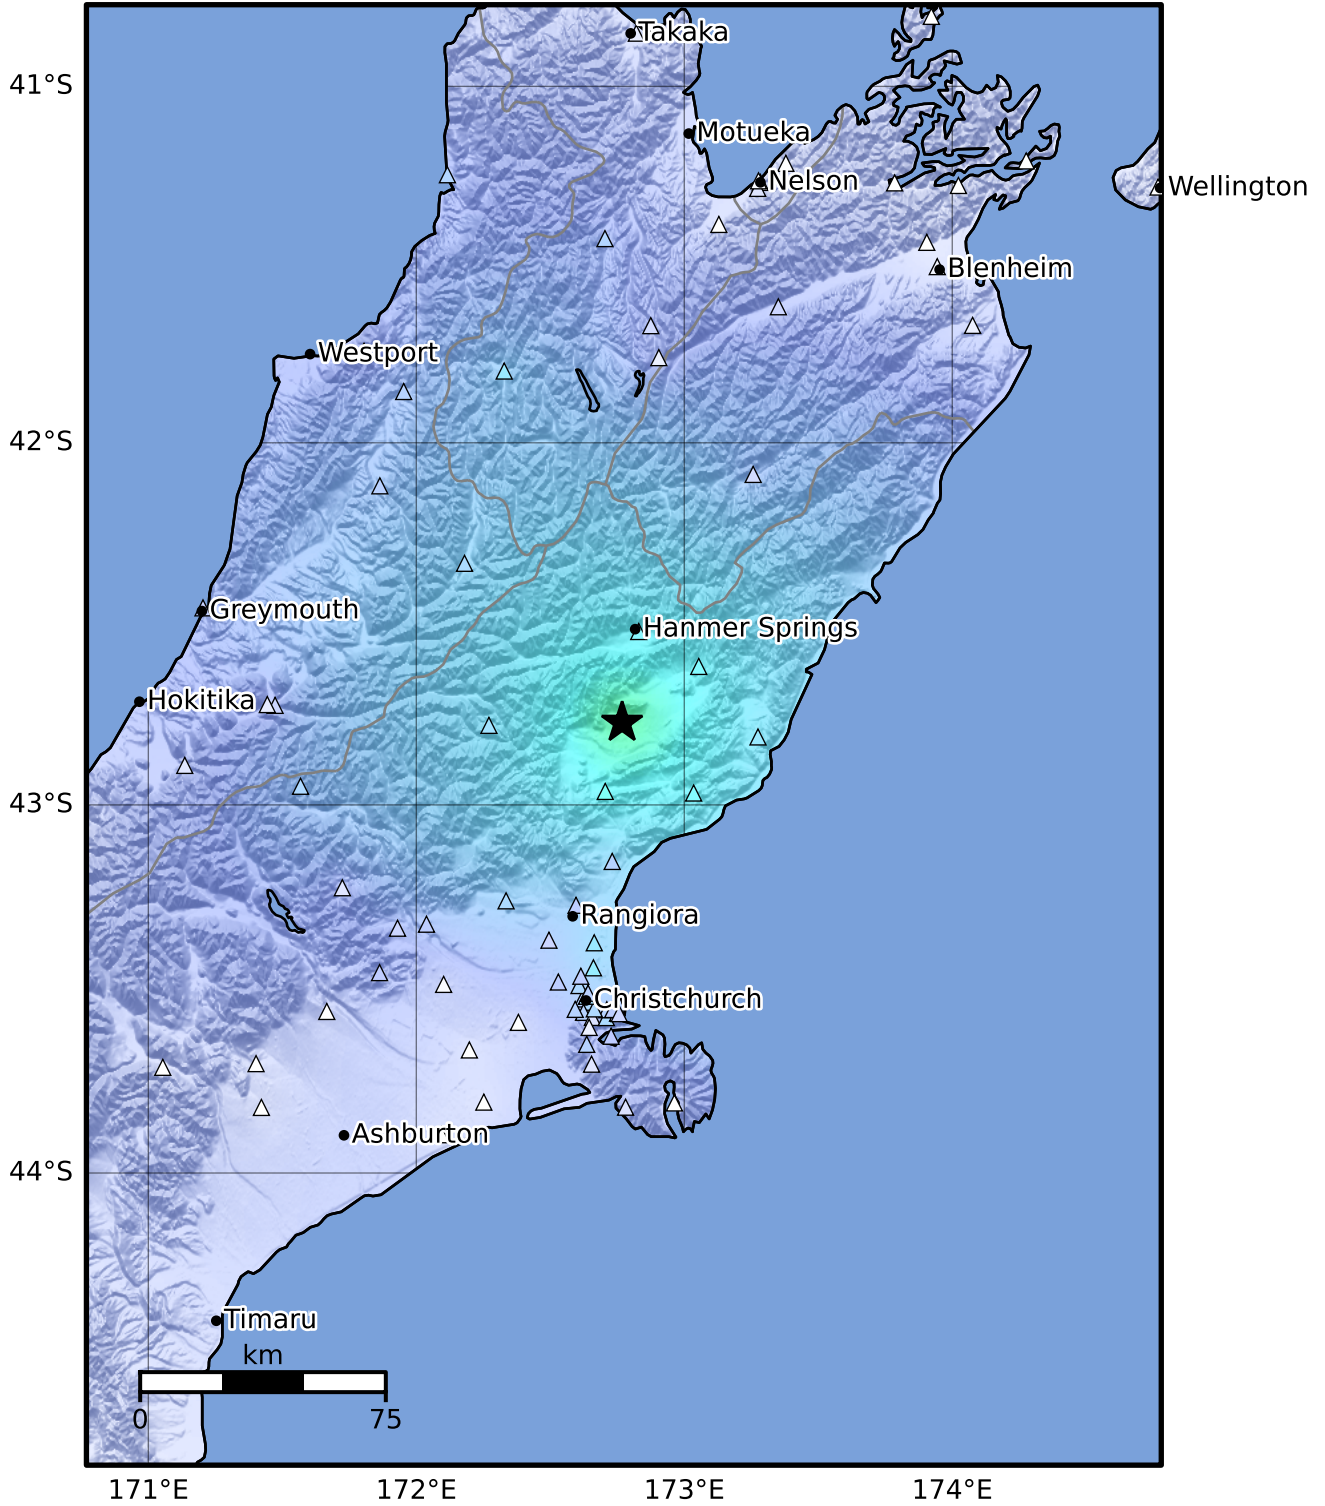 Takaka
41°S
Motueka
Nelson
Wellington
Blenheim
Westport
42°S
Greymouth
Hanmer Springs
Hokitika
43°S
Rangiora
Christchurch
Ashburton
44°S
Timaru
km
0 75
171°E 172°E 173°E 174°E